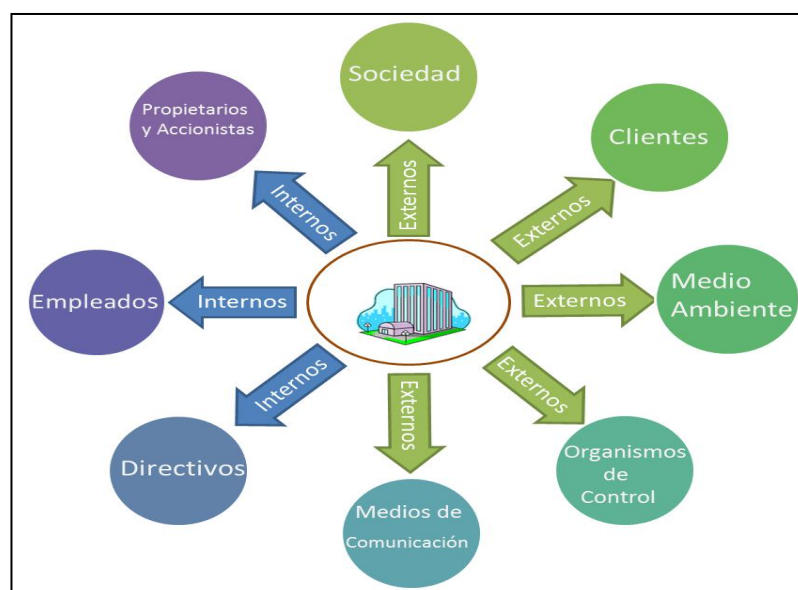 Sociedad
Propietarios
y Accionistas
Clientes
Externos
Internos
Externos
Empleados
Internos
Externos
Medio
Ambiente
Internos
Externos
Externos
Directivos
Organismos
de
Control
Medios de
Comunicación